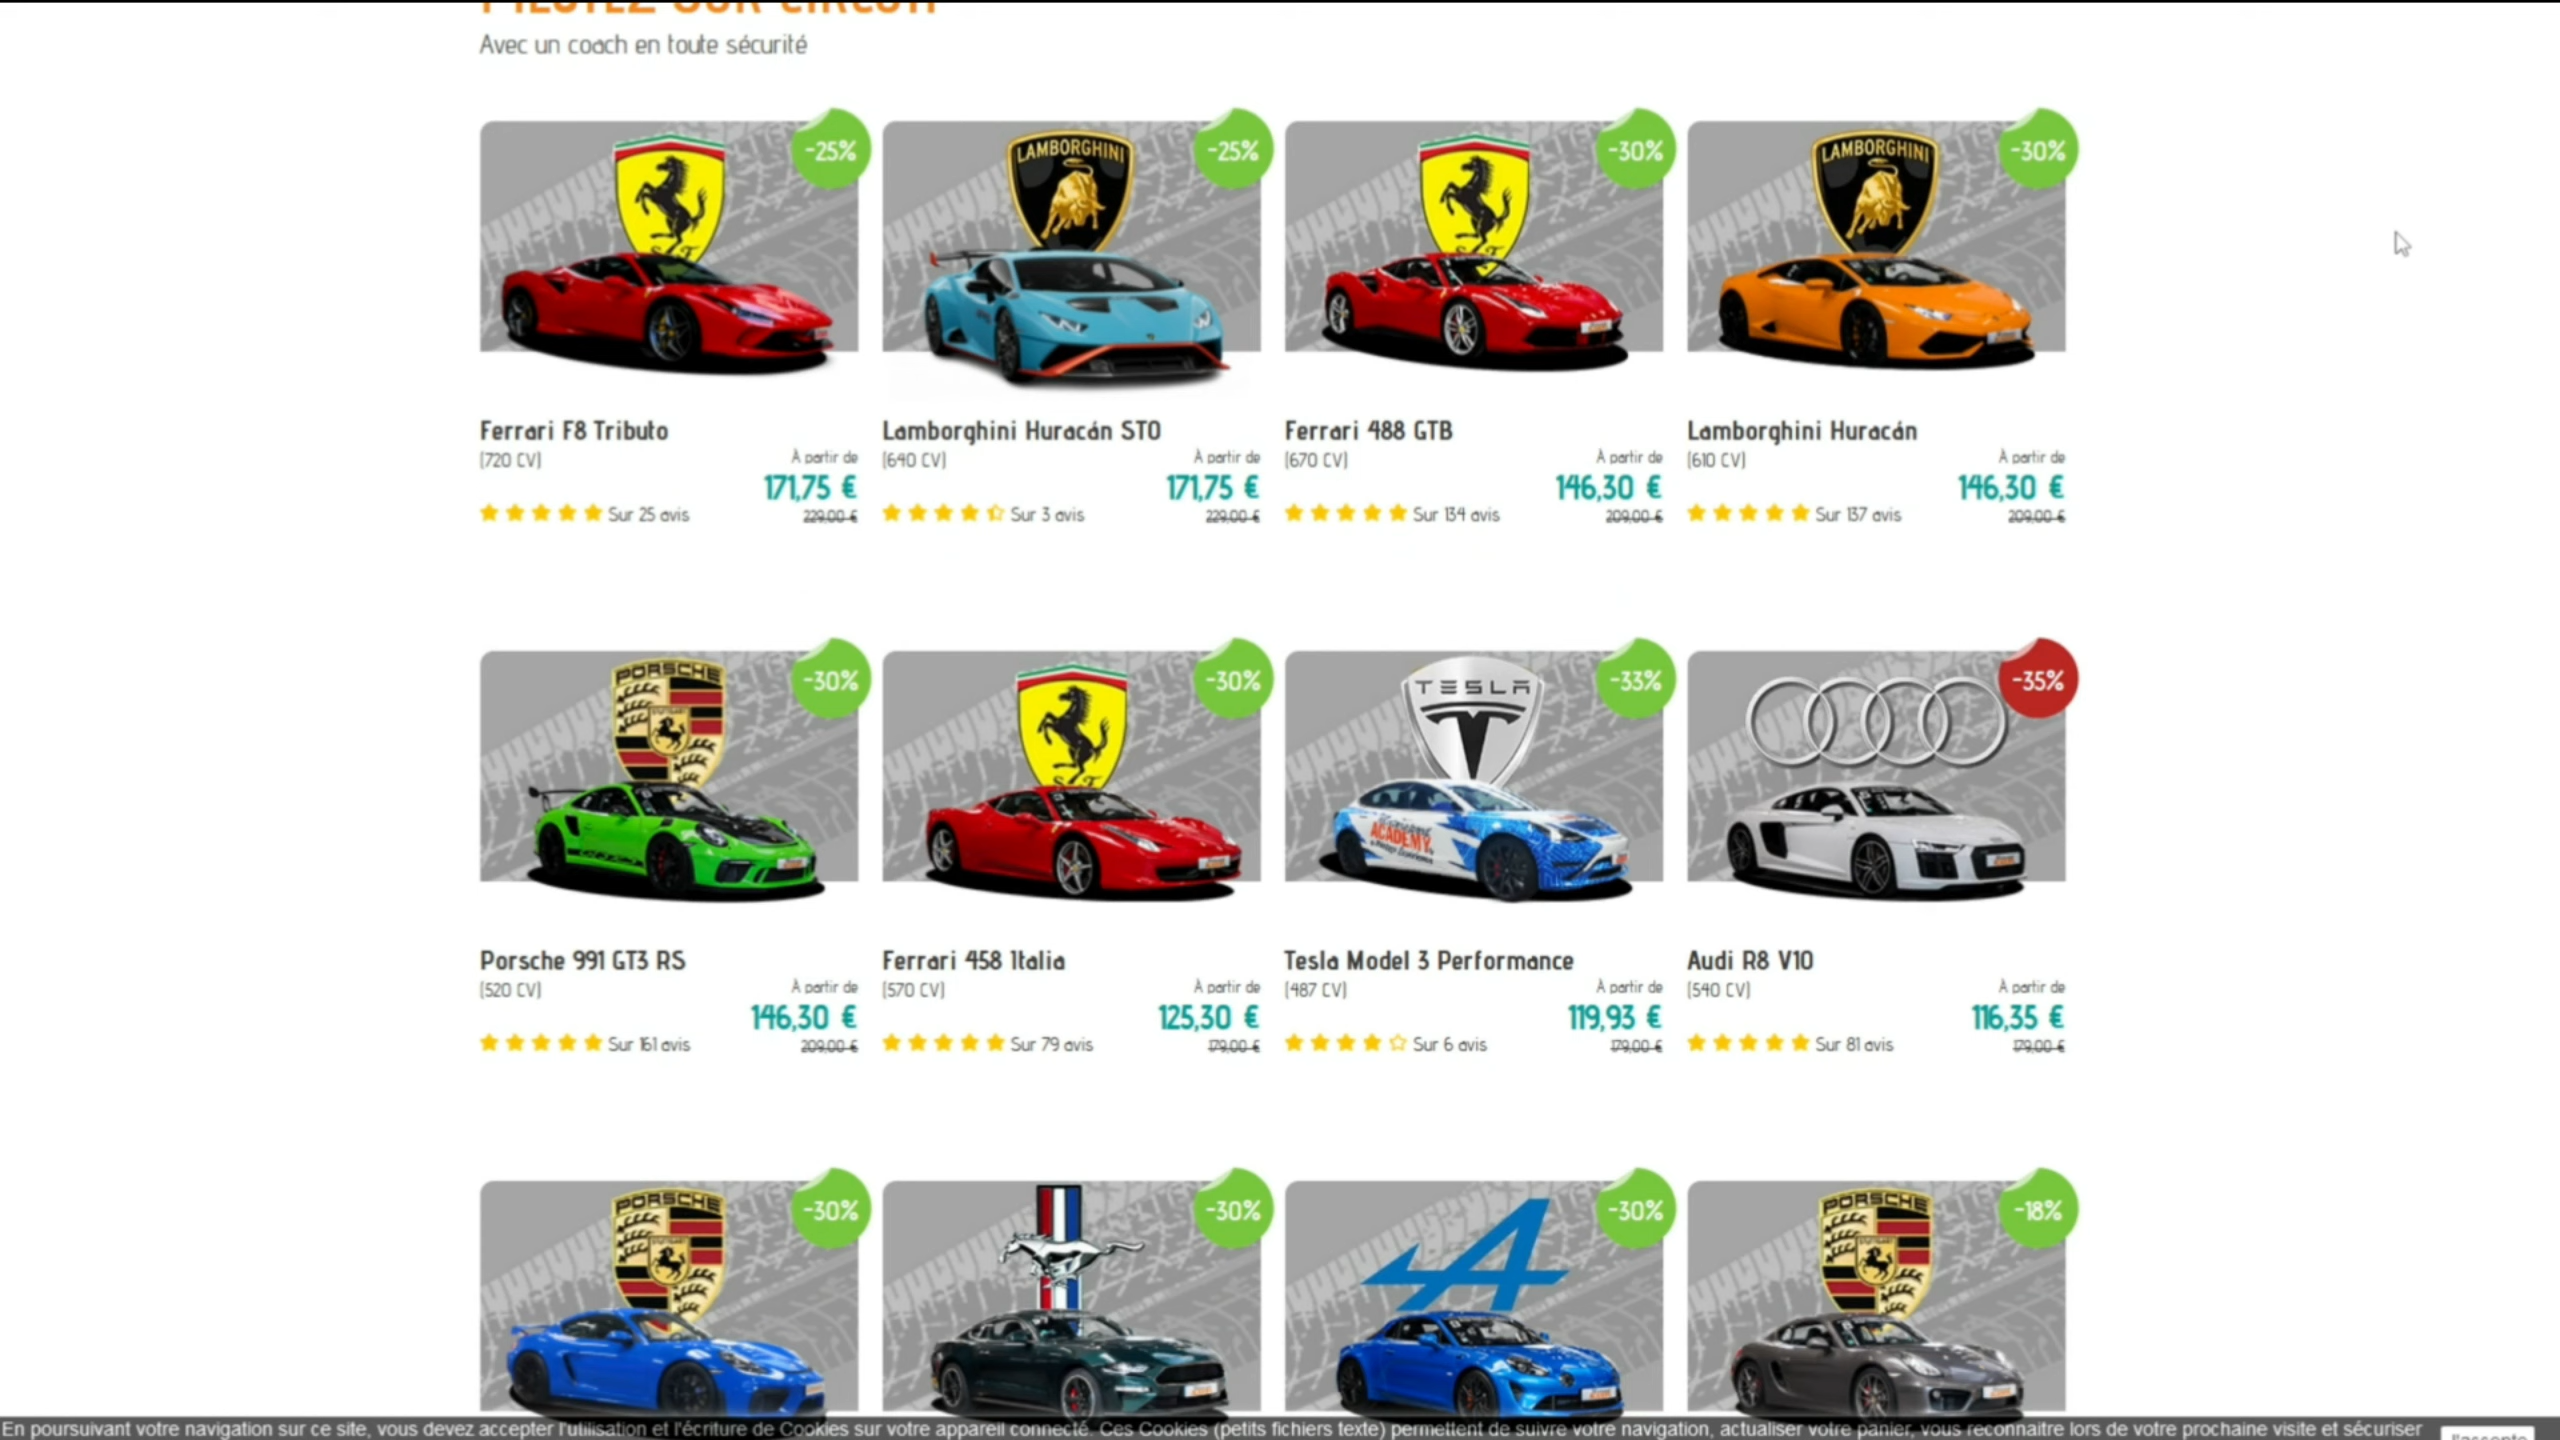 PILOTEZ SUR CIRCUIT
Avec un coach en toute sécurité
-25%
-25%
-30%
-30%
LAMBORGHINI
LAMBORGHINI
Ferrari F8 Tributo
(720 CV)
À partir de
171,75 €
Sur 25 avis
229,00 €
Lamborghini Huracán STO
(640 CV)
À partir de
171,75 €
Sur 3 avis
229,00 €
Ferrari 488 GTB
(670 CV)
À partir de
146,30 €
Sur 134 avis
209,00 €
Lamborghini Huracán
(610 CV)
À partir de
146,30 €
Sur 137 avis
209,00 €
PORSCHE
-30%
S F
-30%
TESLA
-33%
ACADEMY
-35%
Porsche 991 GT3 RS
(520 CV)
À partir de
146,30 €
Sur 161 avis
209,00 €
Ferrari 458 Italia
(570 CV)
À partir de
125,30 €
Sur 79 avis
179,00 €
Tesla Model 3 Performance
(487 CV)
À partir de
119,93 €
Sur 6 avis
179,00 €
Audi R8 V10
(540 CV)
À partir de
116,35 €
Sur 81 avis
179,00 €
PORSCHE
-30%
-30%
-30%
PORSCHE
-18%
En poursuivant votre navigation sur ce site, vous devez accepter l'utilisation et l'écriture de Cookies sur votre appareil connecté. Ces Cookies (petits fichiers texte) permettent de suivre votre navigation, actualiser votre panier, vous reconnaitre lors de votre prochaine visite et sécuriser
J'accepte